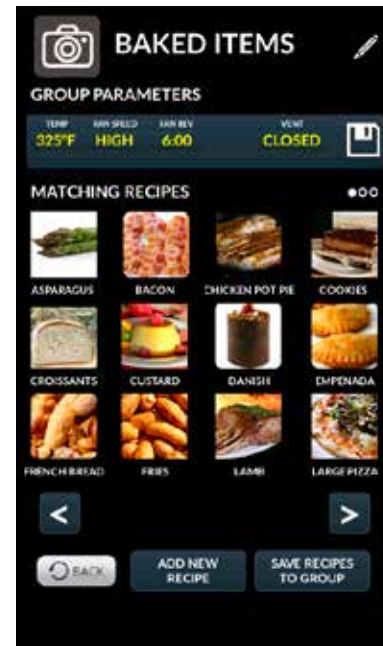 BAKED ITEMS
GROUP PARAMETERS
TEMP FAN SPEED FAN REV VENT
325°F HIGH 6:00 CLOSED
MATCHING RECIPES
ASPARAGUS BACON CHICKEN POT PIE COOKIES
CROISSANTS CUSTARD DANISH EMPENADA
FRENCH BREAD FRIES LAMB LARGE PIZZA
< >
BACK ADD NEW SAVE RECIPES
RECIPE TO GROUP